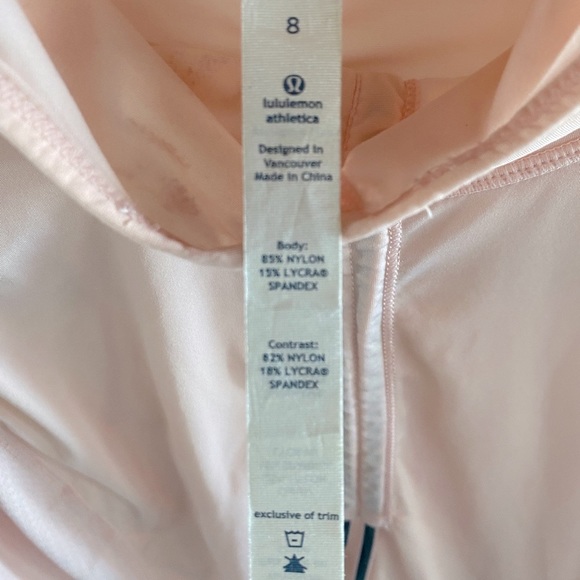 8
lululemon
athletica
Designed in
Vancouver
Made in China
Body:
85% NYLON
15% LYCRA®
SPANDEX
Contrast:
82% NYLON
18% LYCRA®
SPANDEX
exclusive of trim